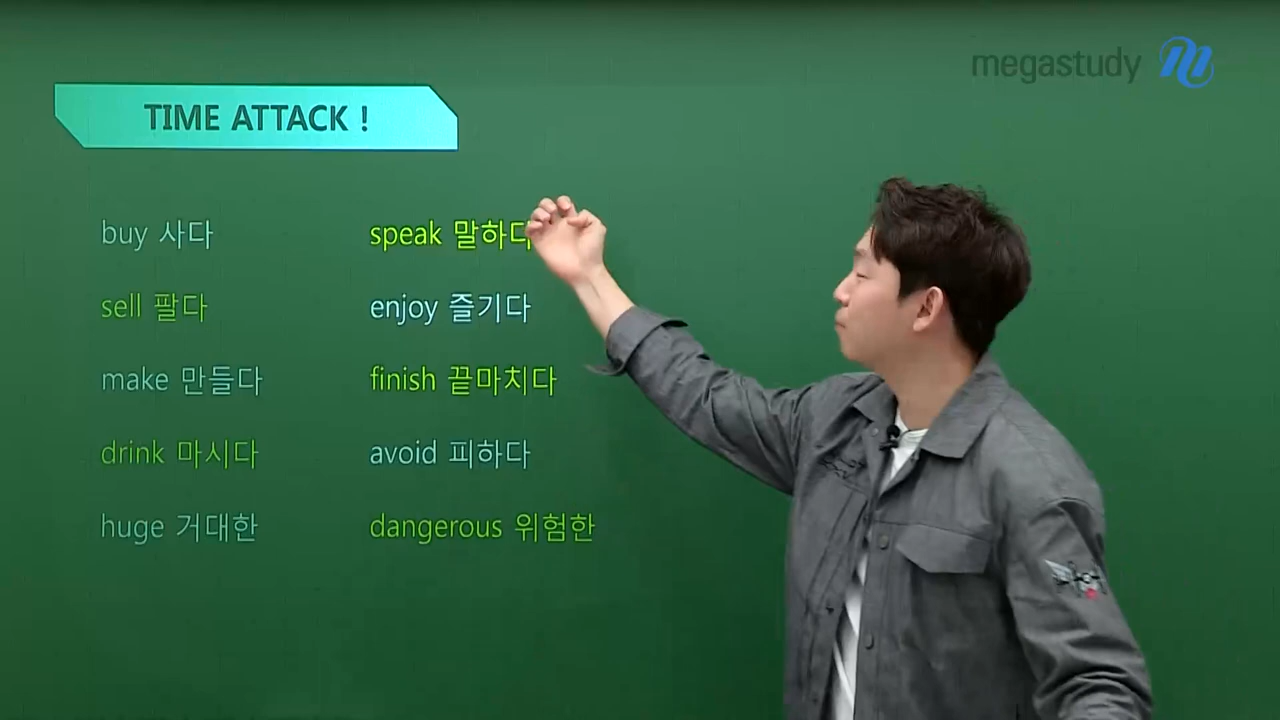 megastudy
TIME ATTACK !
buy 사다
sell 팔다
make 만들다
drink 마시다
huge 거대한
speak 말하다
enjoy 즐기다
finish 끝마치다
avoid 피하다
dangerous 위험한